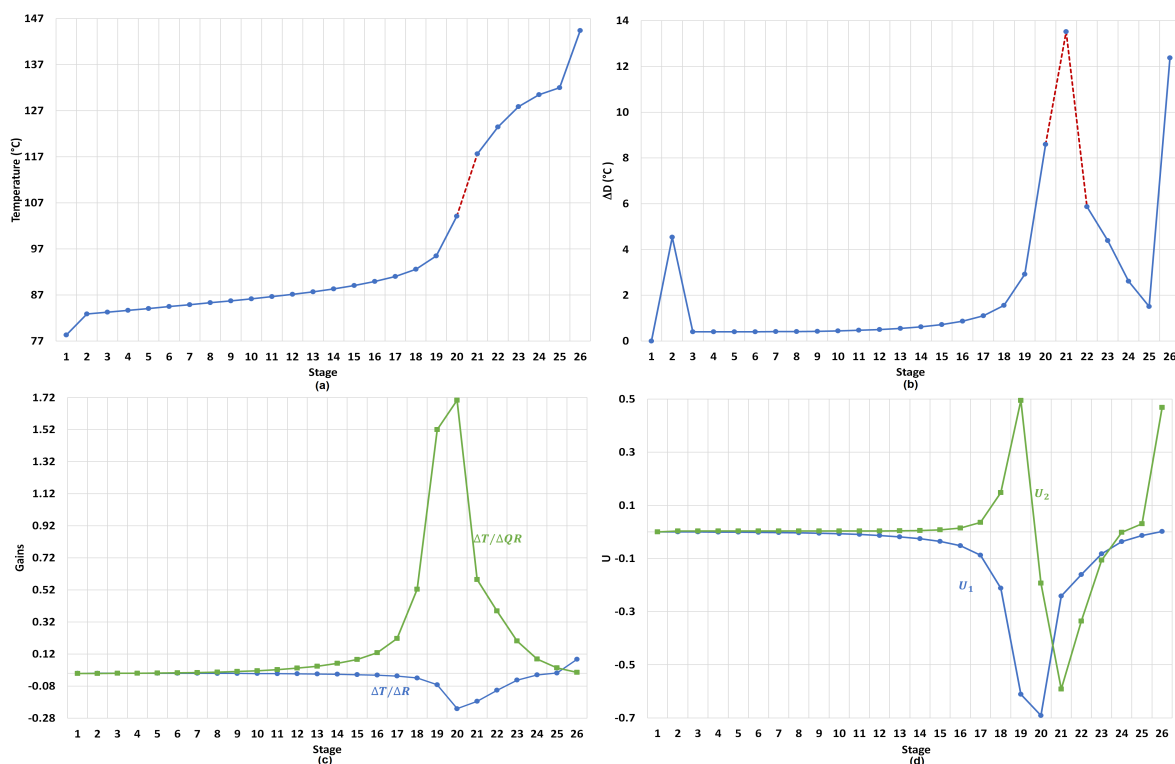 147
137
127
117
107
97
87
77
Temperature (°C)
1 2 3 4 5 6 7 8 9 10 11 12 13 14 15 16 17 18 19 20 21 22 23 24 25 26
Stage
(a)
14
12
10
8
6
4
2
0
ΔD (°C )
1 2 3 4 5 6 7 8 9 10 11 12 13 14 15 16 17 18 19 20 21 22 23 24 25 26
Stage
(b)
1.72
1.52
1.32
1.12
0.92
0.72
0.52
0.32
0.12
-0.08
-0.28
Gains
ΔT/ΔQR
ΔT/ΔR
1 2 3 4 5 6 7 8 9 10 11 12 13 14 15 16 17 18 19 20 21 22 23 24 25 26
Stage
(c)
0.5
0.3
0.1
-0.1
-0.3
-0.5
-0.7
U
U₂
U₁
1 2 3 4 5 6 7 8 9 10 11 12 13 14 15 16 17 18 19 20 21 22 23 24 25 26
Stage
(d)